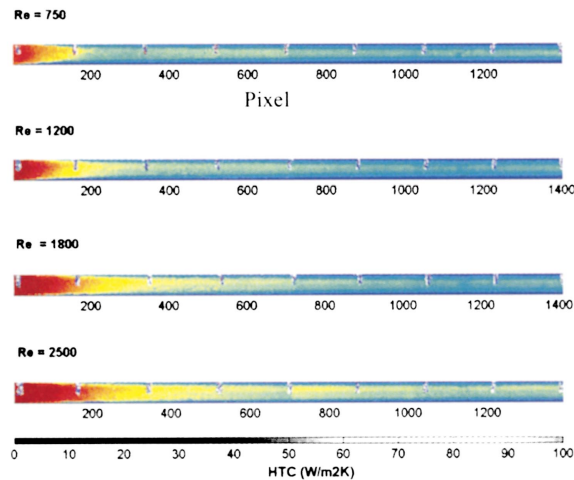 Re = 750
200 400 600 800 1000 1200
Pixel
Re = 1200
200 400 600 800 1000 1200 1400
Re = 1800
200 400 600 800 1000 1200 1400
Re = 2500
200 400 600 800 1000 1200
0 10 20 30 40 50 60 70 80 90 100
HTC (W/m2K)